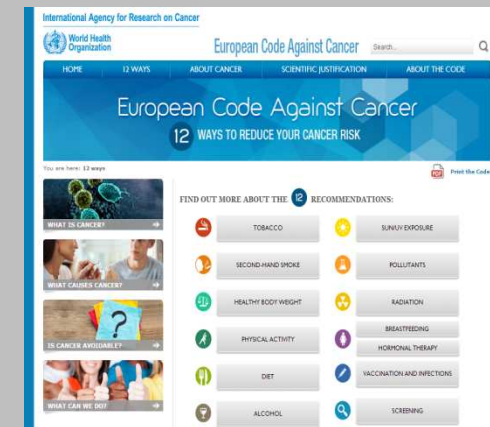 International Agency for Research on Cancer
World Health
Organization
European Code Against Cancer
Search...
HOME
12 WAYS
ABOUT CANCER
SCIENTIFIC JUSTIFICATION
ABOUT THE CODE
European Code Against Cancer
12 WAYS TO REDUCE YOUR CANCER RISK
You are here: 12 ways
PDF
Print the Code
WHAT IS CANCER?
WHAT CAUSES CANCER?
?
IS CANCER AVOIDABLE?
WHAT CAN WE DO?
FIND OUT MORE ABOUT THE 12 RECOMMENDATIONS:
TOBACCO
SUN/UV EXPOSURE
SECOND-HAND SMOKE
POLLUTANTS
HEALTHY BODY WEIGHT
RADIATION
PHYSICAL ACTIVITY
BREASTFEEDING
HORMONAL THERAPY
DIET
VACCINATION AND INFECTIONS
ALCOHOL
SCREENING